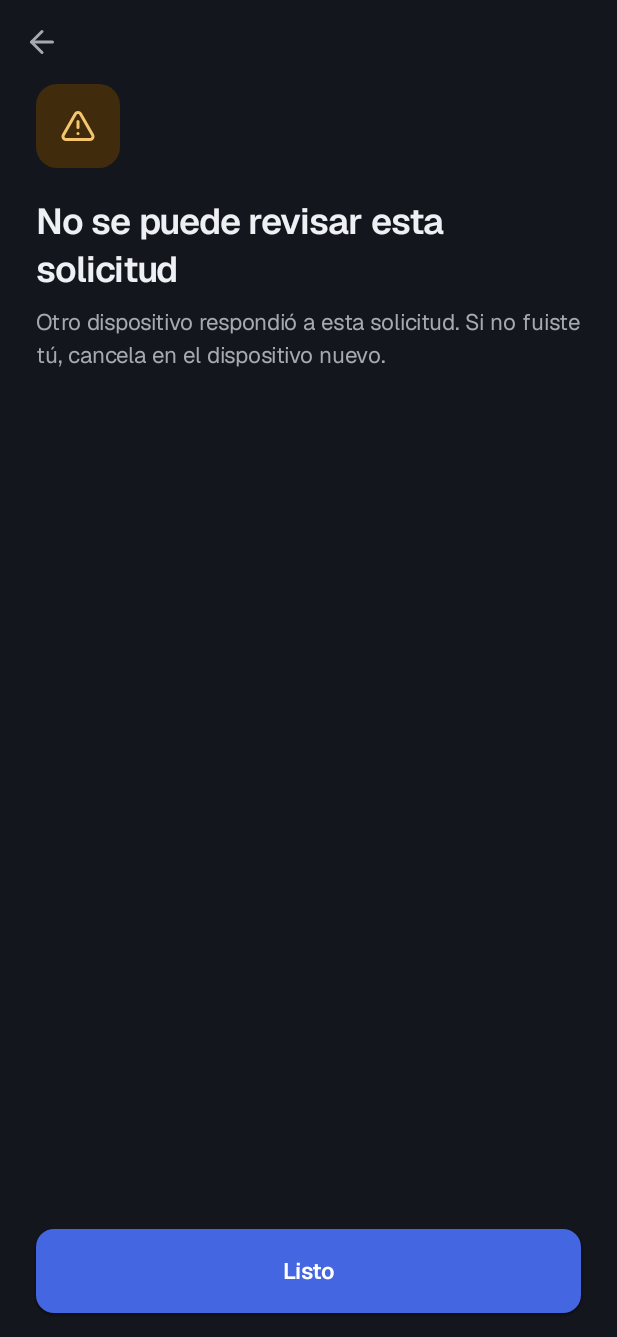 No se puede revisar esta
solicitud
Otro dispositivo respondió a esta solicitud. Si no fuiste
tú, cancela en el dispositivo nuevo.
Listo